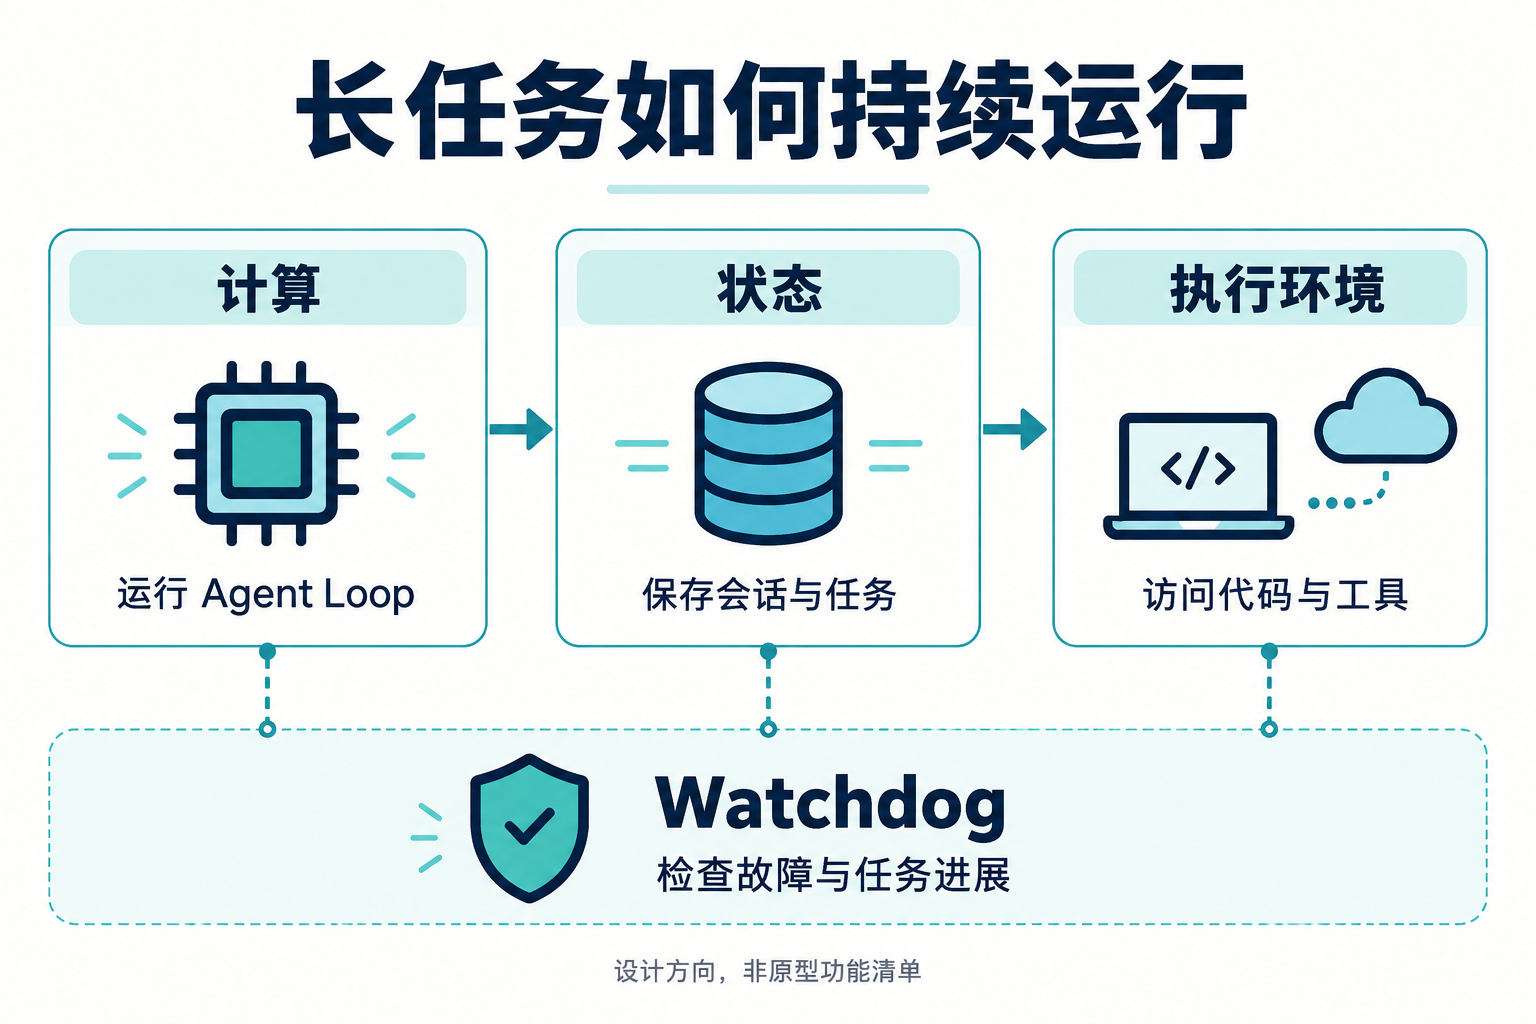 长任务如何持续运行
计算
状态
执行环境
</>
运行 Agent Loop
保存会话与任务
访问代码与工具
Watchdog
检查故障与任务进展
设计方向，非原型功能清单